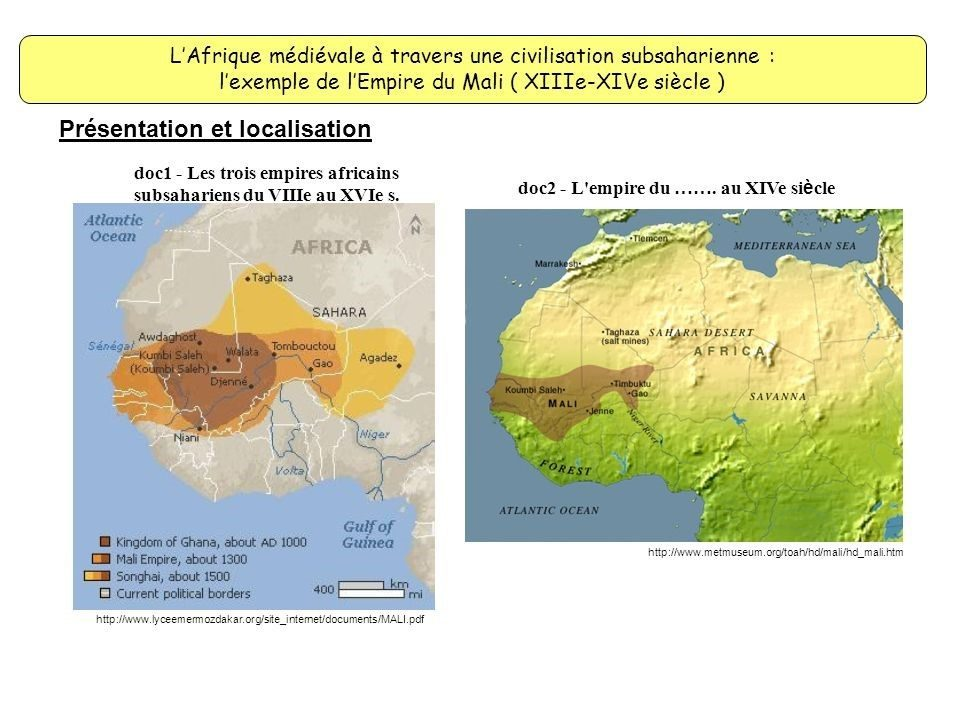 L’Afrique médiévale à travers une civilisation subsaharienne :
l’exemple de l’Empire du Mali ( XIIIe-XIVe siècle )
Présentation et localisation
doc1 - Les trois empires africains
subsahariens du VIIIe au XVIe s.
Atlantic
Ocean
N
AFRICA
Taghaza
SAHARA
Awdaghost
Sénégal
Kumbi Saleh
(Koumbi Saleh)
Walata
Tombouctou
Gao
Agadez
Djenné
Niani
Niger
Volta
Gulf of
Guinea
Kingdom of Ghana, about AD 1000
Mali Empire, about 1300
Songhai, about 1500
Current political borders
400
km
mi
http://www.lyceemermozdakar.org/site_internet/documents/MALI.pdf
doc2 - L'empire du ……. au XIVe siècle
Tlemcen
MEDITERRANEAN SEA
Marrakesh
Taghaza
(salt mines)
SAHARA DESERT
AFRICA
Koumbi Saleh
Timbuktu
Gao
MALI
Jenne
SAVANNA
Niger River
FOREST
ATLANTIC OCEAN
http://www.metmuseum.org/toah/hd/mali/hd_mali.htm